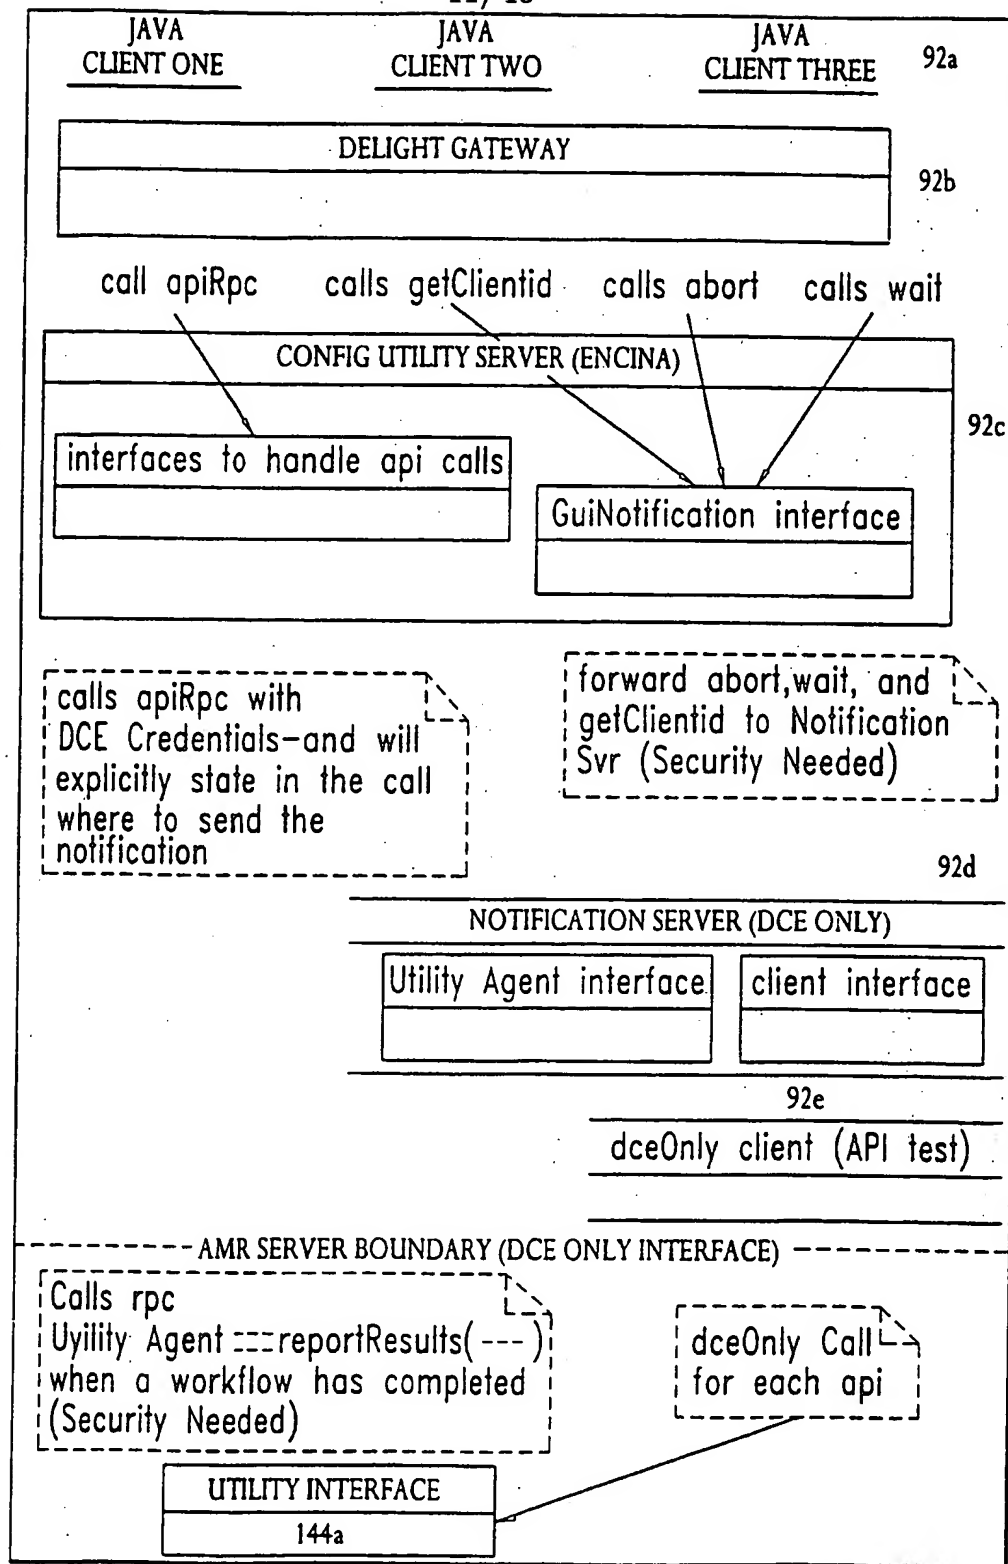 JAVA
CLIENT ONE
JAVA
CLIENT TWO
JAVA
CLIENT THREE
92a
DELIGHT GATEWAY
92b
call apiRpc
calls getClientid
calls abort
calls wait
CONFIG UTILITY SERVER (ENCINA)
92c
interfaces to handle api calls
GuiNotification interface
calls apiRpc with
DCE Credentials-and will
explicitly state in the call
where to send the
notification
forward abort,wait, and
getClientid to Notification
Svr (Security Needed)
92d
NOTIFICATION SERVER (DCE ONLY)
Utility Agent interface
client interface
92e
dceOnly client (API test)
AMR SERVER BOUNDARY (DCE ONLY INTERFACE)
Calls rpc
Uyility Agent :::reportResults( --- )
when a workflow has completed
(Security Needed)
dceOnly Call
for each api
UTILITY INTERFACE
144a